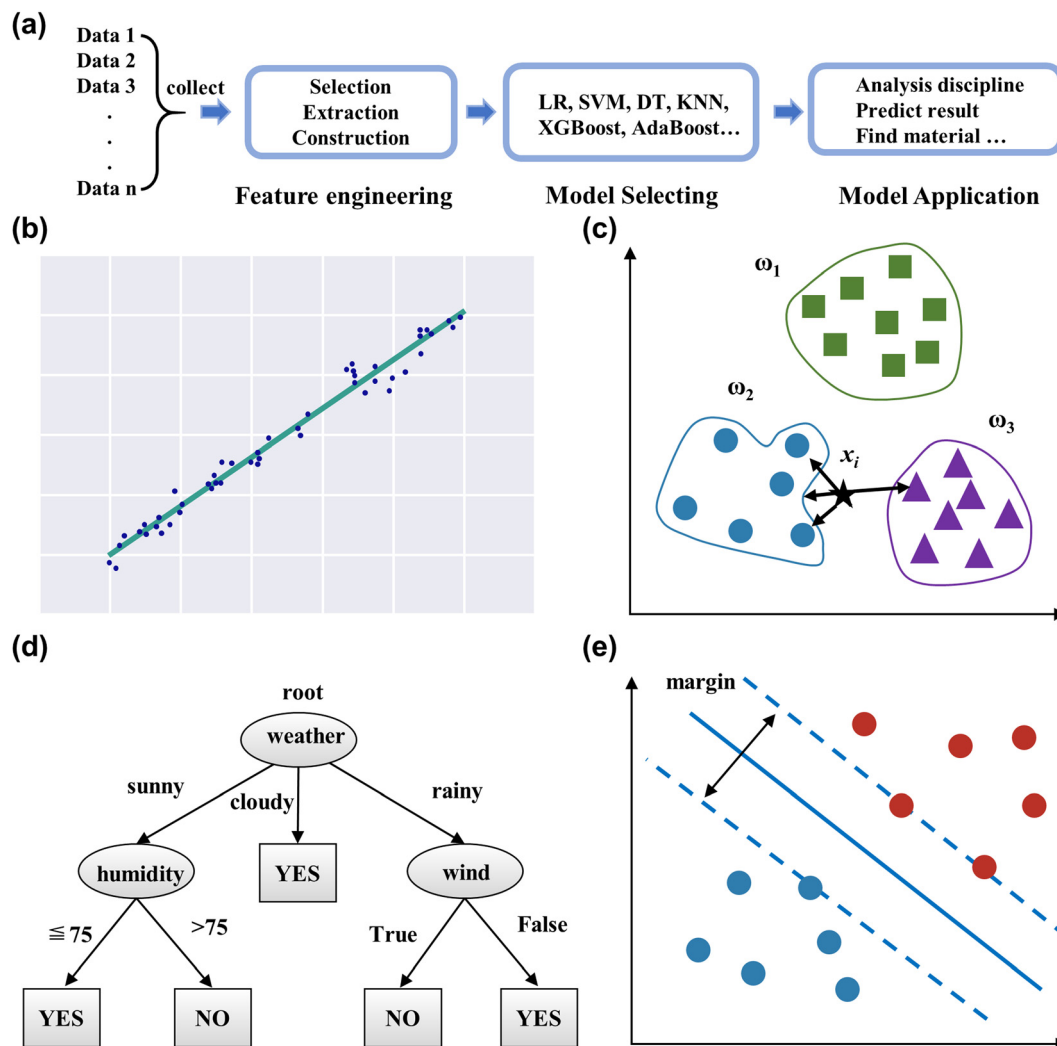 (a)
Data 1
Data 2
Data 3
.
.
.
.
Data n
collect
Selection
Extraction
Construction
Feature engineering
LR, SVM, DT, KNN,
XGBoost, AdaBoost...
Model Selecting
Analysis discipline
Predict result
Find material ...
Model Application
(b)
(c)
ω1
ω2
ω3
xi
(d)
root
weather
sunny
cloudy
rainy
humidity
YES
wind
≦ 75
>75
True
False
YES
NO
NO
YES
(e)
margin